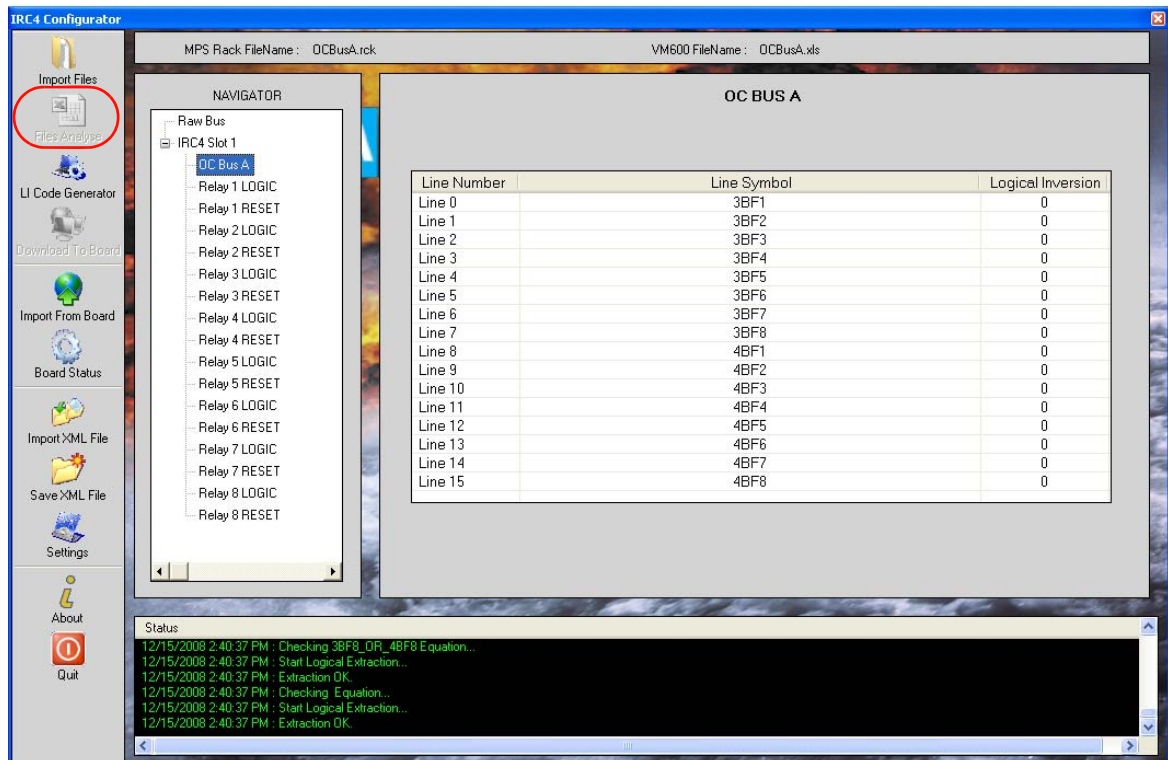 IRC4 Configurator
MPS Rack FileName : OCBusA.rck
VM600 FileName : OCBusA.xls
Import Files
Files Analyse
LI Code Generator
Download To Board
Import From Board
Board Status
Import XML File
Save XML File
Settings
About
Quit
NAVIGATOR
Raw Bus
IRC4 Slot 1
OC Bus A
Relay 1 LOGIC
Relay 1 RESET
Relay 2 LOGIC
Relay 2 RESET
Relay 3 LOGIC
Relay 3 RESET
Relay 4 LOGIC
Relay 4 RESET
Relay 5 LOGIC
Relay 5 RESET
Relay 6 LOGIC
Relay 6 RESET
Relay 7 LOGIC
Relay 7 RESET
Relay 8 LOGIC
Relay 8 RESET
OC BUS A
Line Number Line Symbol Logical Inversion
Line 0 3BF1 0
Line 1 3BF2 0
Line 2 3BF3 0
Line 3 3BF4 0
Line 4 3BF5 0
Line 5 3BF6 0
Line 6 3BF7 0
Line 7 3BF8 0
Line 8 4BF1 0
Line 9 4BF2 0
Line 10 4BF3 0
Line 11 4BF4 0
Line 12 4BF5 0
Line 13 4BF6 0
Line 14 4BF7 0
Line 15 4BF8 0
Status
12/15/2008 2:40:37 PM : Checking 3BF8_OR_4BF8 Equation...
12/15/2008 2:40:37 PM : Start Logical Extraction...
12/15/2008 2:40:37 PM : Extraction OK.
12/15/2008 2:40:37 PM : Checking Equation...
12/15/2008 2:40:37 PM : Start Logical Extraction...
12/15/2008 2:40:37 PM : Extraction OK.